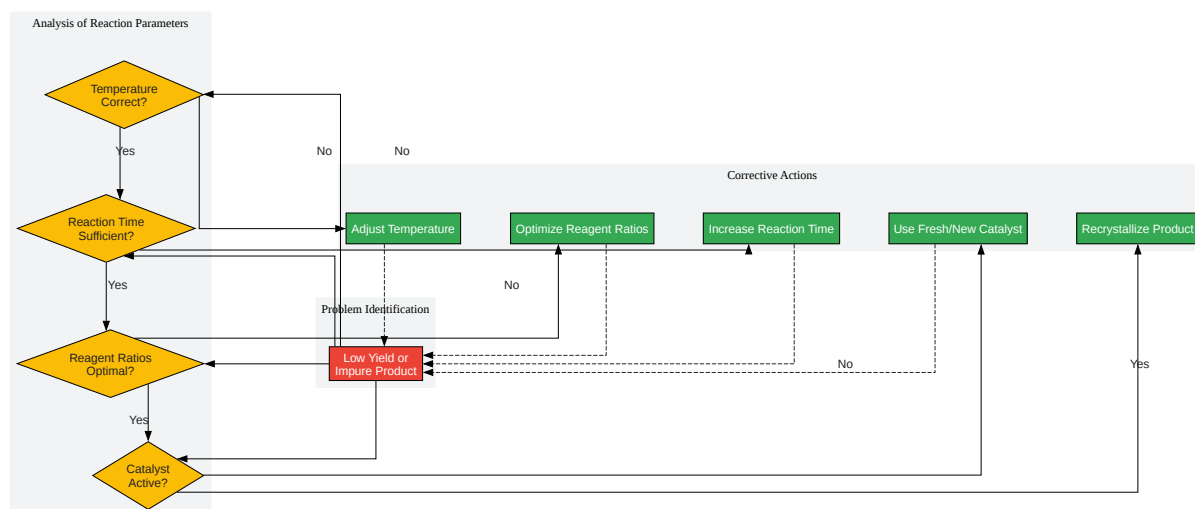 Analysis of Reaction Parameters
Temperature
Correct?
Yes
No
No
Corrective Actions
Reaction Time
Sufficient?
Adjust Temperature
Optimize Reagent Ratios
Increase Reaction Time
Use Fresh/New Catalyst
Recrystallize Product
Yes
No
Problem Identification
Reagent Ratios
Optimal?
Low Yield or
Impure Product
No
Yes
Yes
Catalyst
Active?